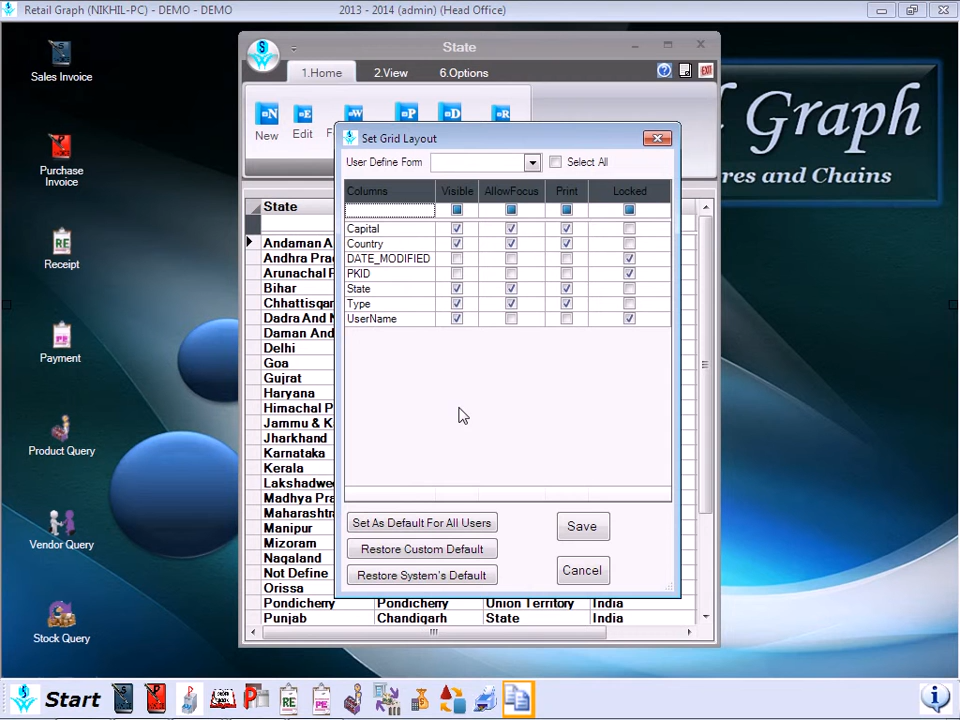 Retail Graph (NIKHIL-PC) - DEMO - DEMO 2013 - 2014 (admin) (Head Office)
Sales Invoice
Purchase
Invoice
Receipt
Payment
Product Query
Vendor Query
Stock Query
Graph
res and Chains
State
1.Home 2.View 6.Options
EXIT
New Edit
Set Grid Layout
User Define Form Select All
Columns Visible AllowFocus Print Locked
Capital
Country
DATE_MODIFIED
PKID
State
Type
UserName
Set As Default For All Users
Restore Custom Default
Restore System's Default
Save
Cancel
State
Andaman A
Andhra Prad
Arunachal P
Bihar
Chhattisgar
Dadra And N
Daman And
Delhi
Goa
Gujrat
Haryana
Himachal P
Jammu & K
Jharkhand
Karnataka
Kerala
Lakshadwee
Madhya Pra
Maharashtr
Manipur
Mizoram
Nagaland
Not Define
Orissa
Pondicherry Pondicherry Union Territory India
Punjab Chandigarh State India
Start